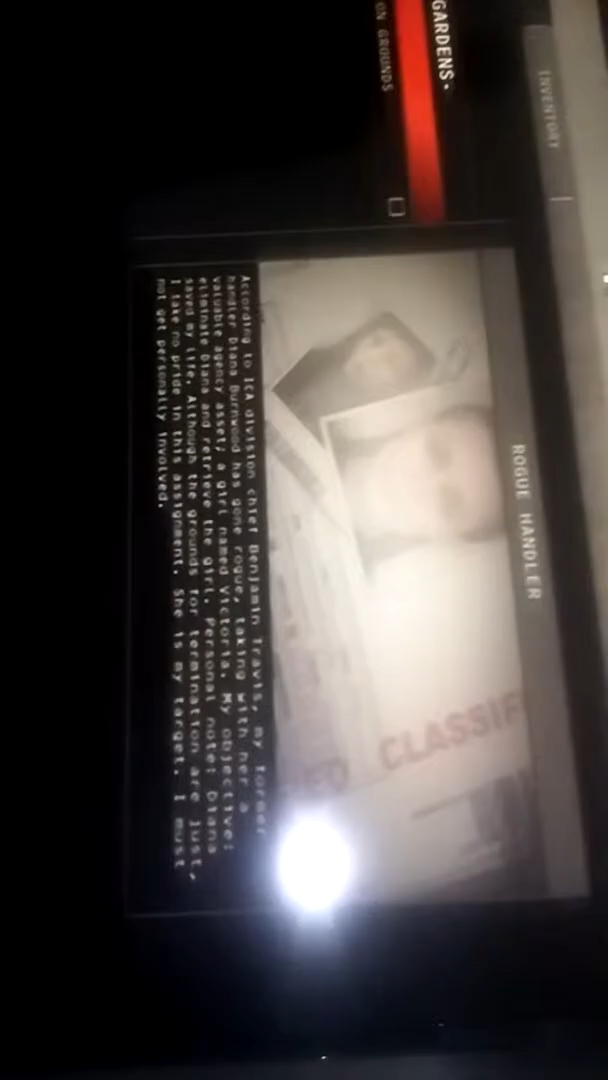 GARDENS.
ON GROUNDS
INVENTORY
ROGUE HANDLER
CLASSIF
According to ICA division chief Benjamin Travis, my former
handler Diana Burnwood has gone rogue, taking with her a
valuable agency asset; a girl named Victoria. My objective:
eliminate Diana and retrieve the girl. Personal note: Diana
saved my life. Although the grounds for termination are just,
I take no pride in this assignment. She is my target. I must
not get personally involved.